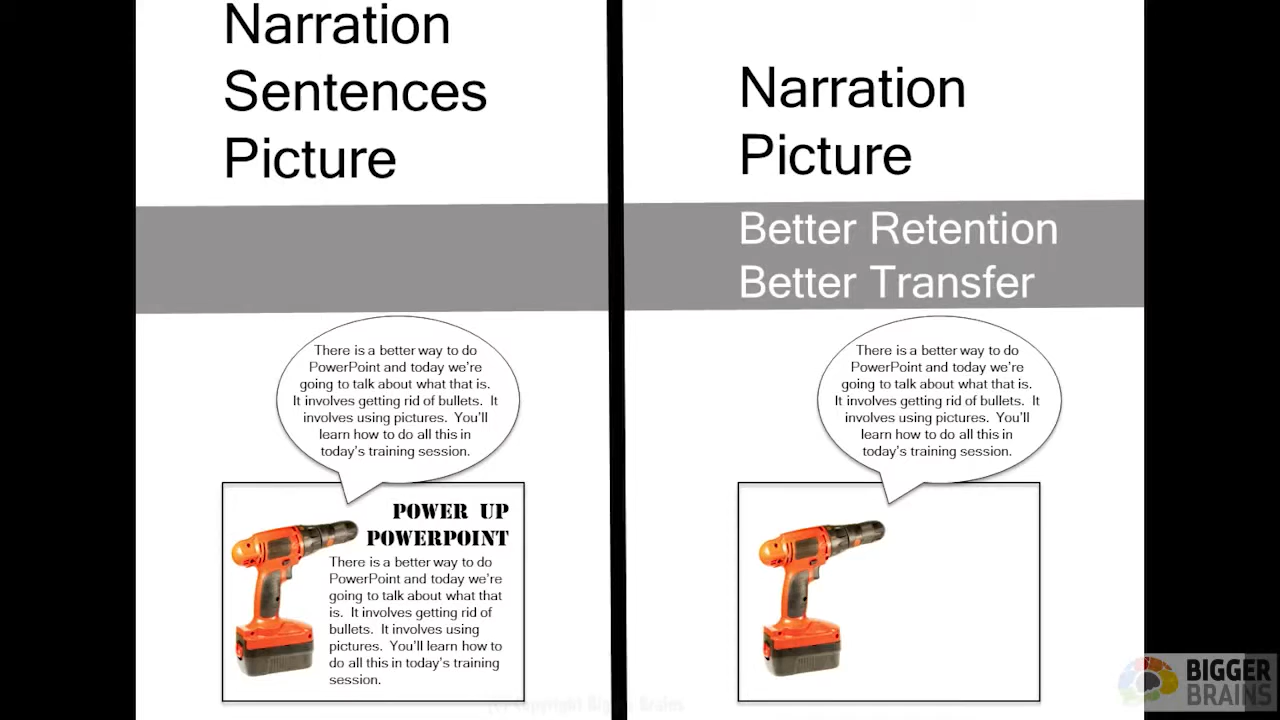 Narration
Sentences
Picture
There is a better way to do
PowerPoint and today we're
going to talk about what that is.
It involves getting rid of bullets. It
involves using pictures. You'll
learn how to do all this in
today's training session.
POWER UP
POWERPOINT
There is a better way to do
PowerPoint and today we're
going to talk about what that
is. It involves getting rid of
bullets. It involves using
pictures. You'll learn how to
do all this in today's training
session.
Narration
Picture
Better Retention
Better Transfer
There is a better way to do
PowerPoint and today we're
going to talk about what that is.
It involves getting rid of bullets. It
involves using pictures. You'll
learn how to do all this in
today's training session.
(C) Copyright Bigger Brains
BIGGER
BRAINS